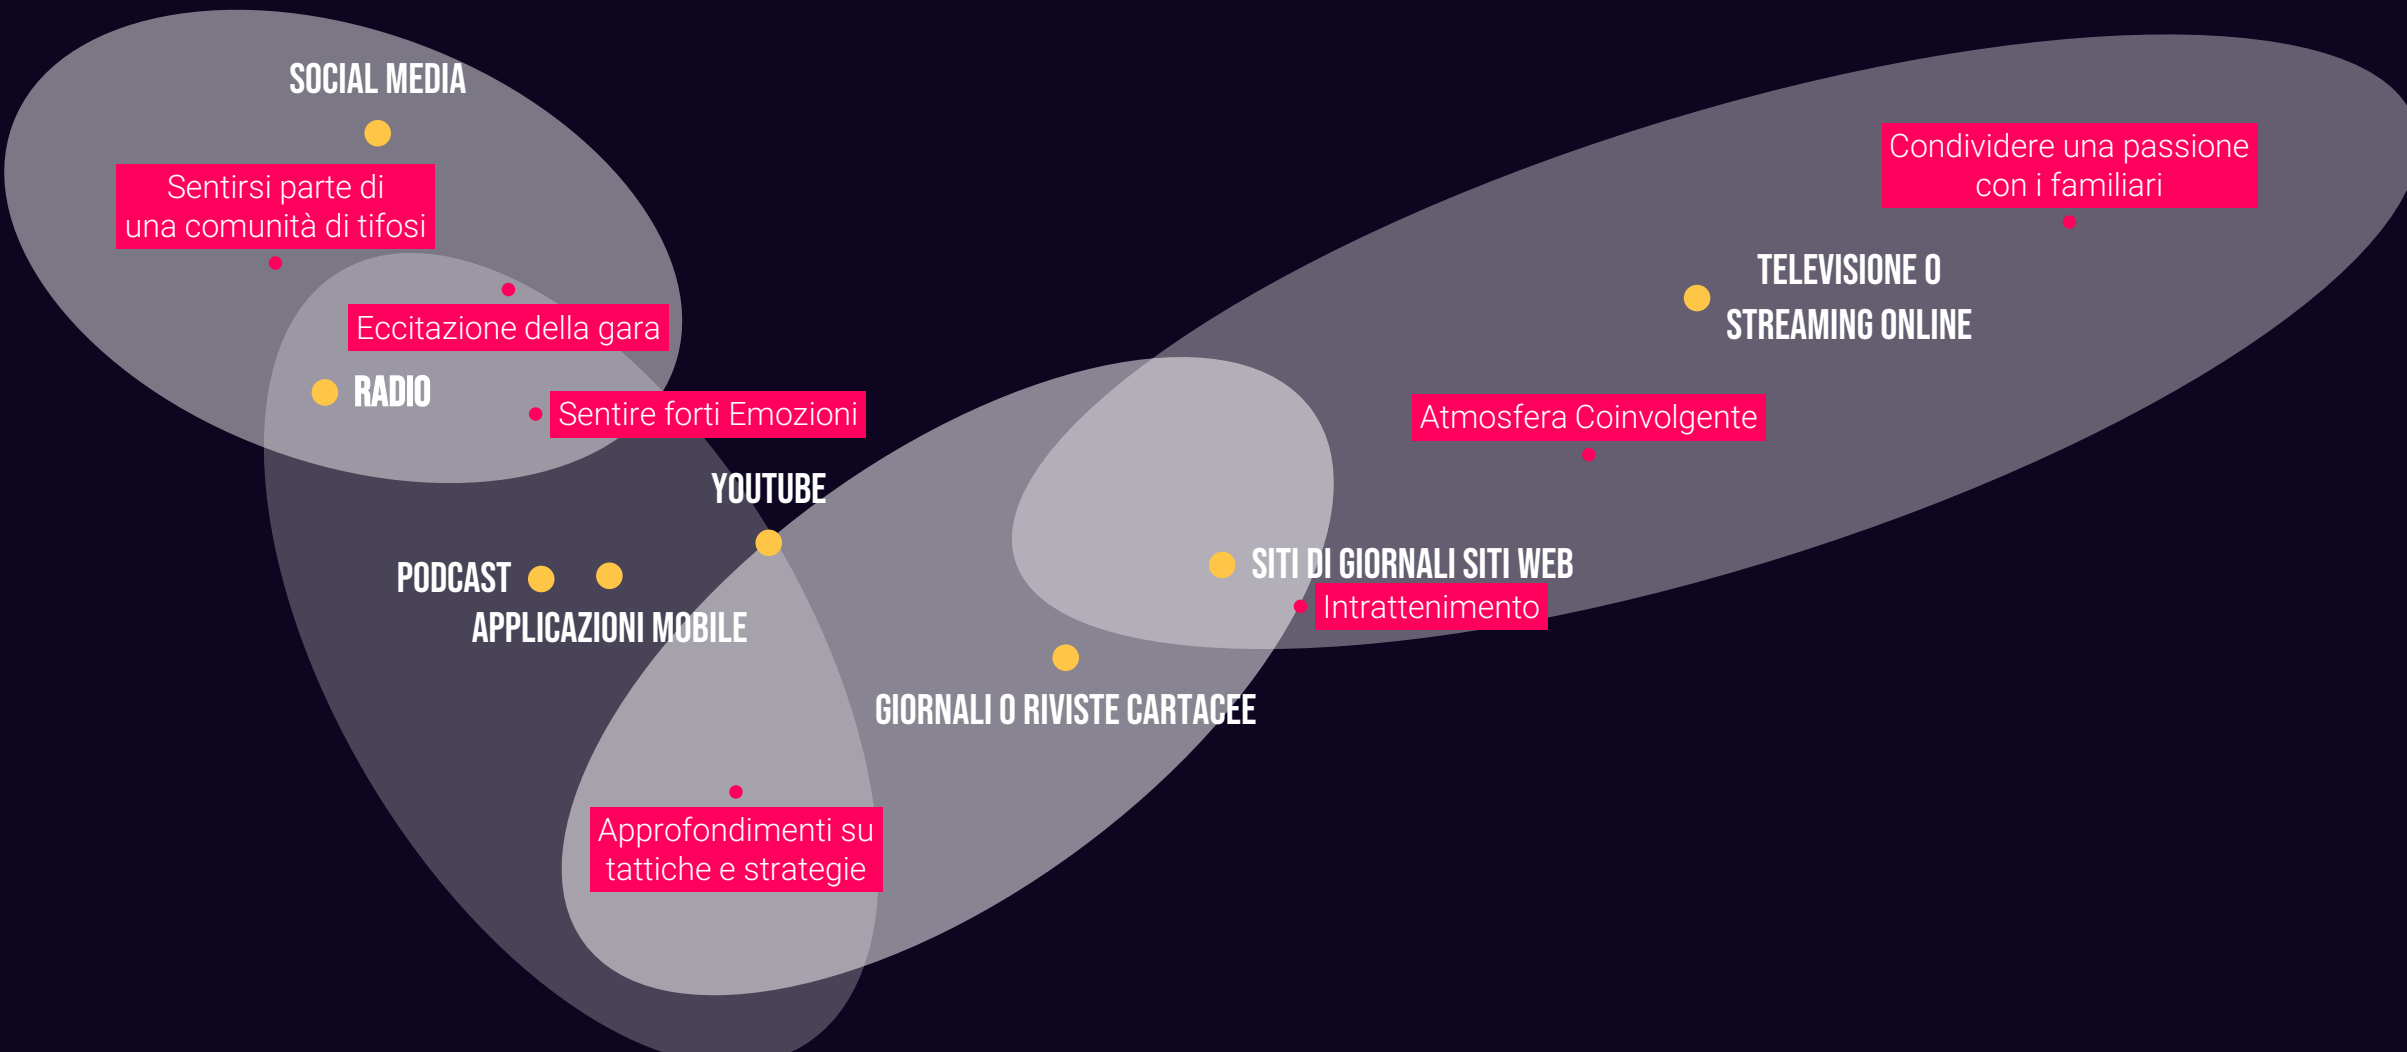 SOCIAL MEDIA
Sentirsi parte di
una comunità di tifosi
Eccitazione della gara
RADIO
Sentire forti Emozioni
YOUTUBE
PODCAST
APPLICAZIONI MOBILE
Approfondimenti su
tattiche e strategie
GIORNALI O RIVISTE CARTACEE
SITI DI GIORNALI SITI WEB
Intrattenimento
Atmosfera Coinvolgente
TELEVISIONE O
STREAMING ONLINE
Condividere una passione
con i familiari